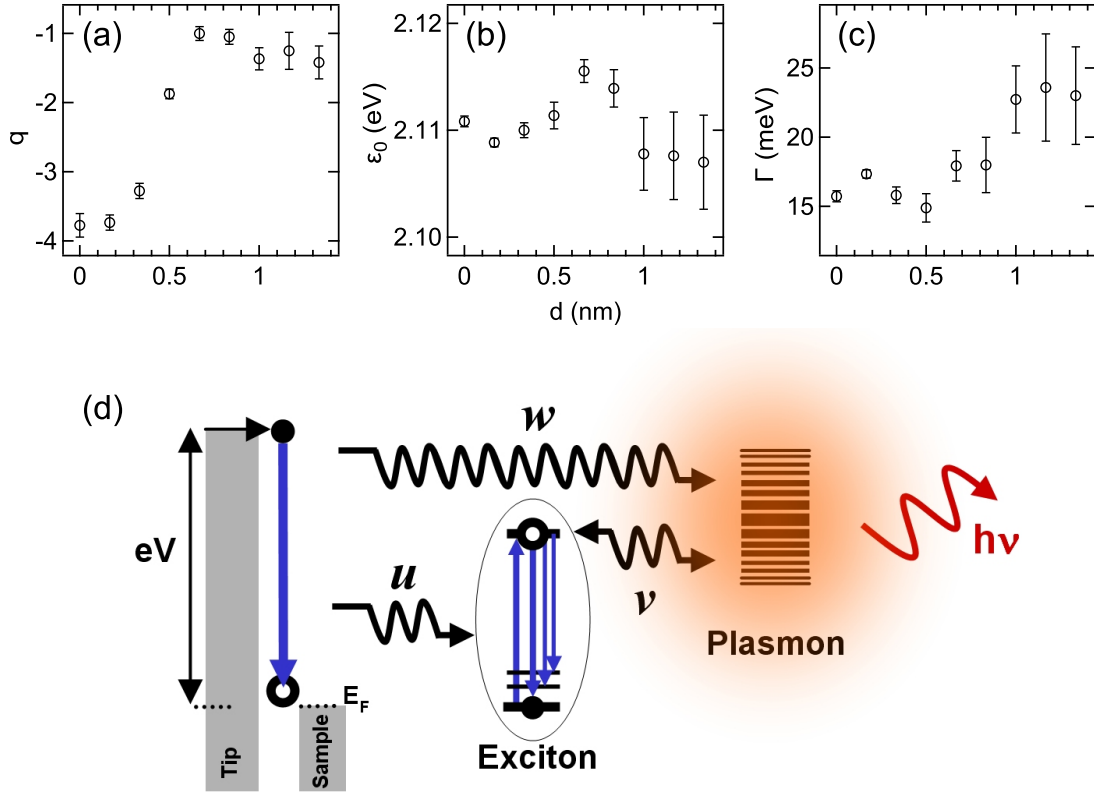 (a)
-1
-2
-3
-4
q
0
0.5
1
(b)
2.12
2.11
2.10
ε0 (eV)
0
0.5
1
d (nm)
(c)
25
20
15
Γ (meV)
0
0.5
1
(d)
w
eV
u
v
hν
Plasmon
EF
Tip
Sample
Exciton